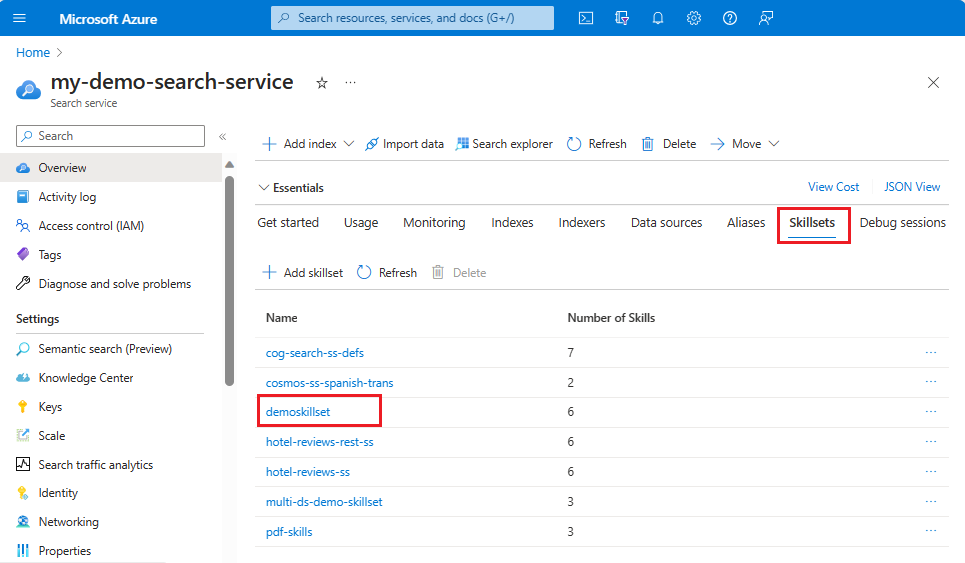 Microsoft Azure
Search resources, services, and docs (G+/)
Home
my-demo-search-service
Search service
Search
Overview
Activity log
Access control (IAM)
Tags
Diagnose and solve problems
Settings
Semantic search (Preview)
Knowledge Center
Keys
Scale
Search traffic analytics
Identity
Networking
Properties
Add index
Import data
Search explorer
Refresh
Delete
Move
Essentials
View Cost
JSON View
Get started
Usage
Monitoring
Indexes
Indexers
Data sources
Aliases
Skillsets
Debug sessions
Add skillset
Refresh
Delete
Name Number of Skills
cog-search-ss-defs 7
cosmos-ss-spanish-trans 2
demoskillset 6
hotel-reviews-rest-ss 6
hotel-reviews-ss 6
multi-ds-demo-skillset 3
pdf-skills 3